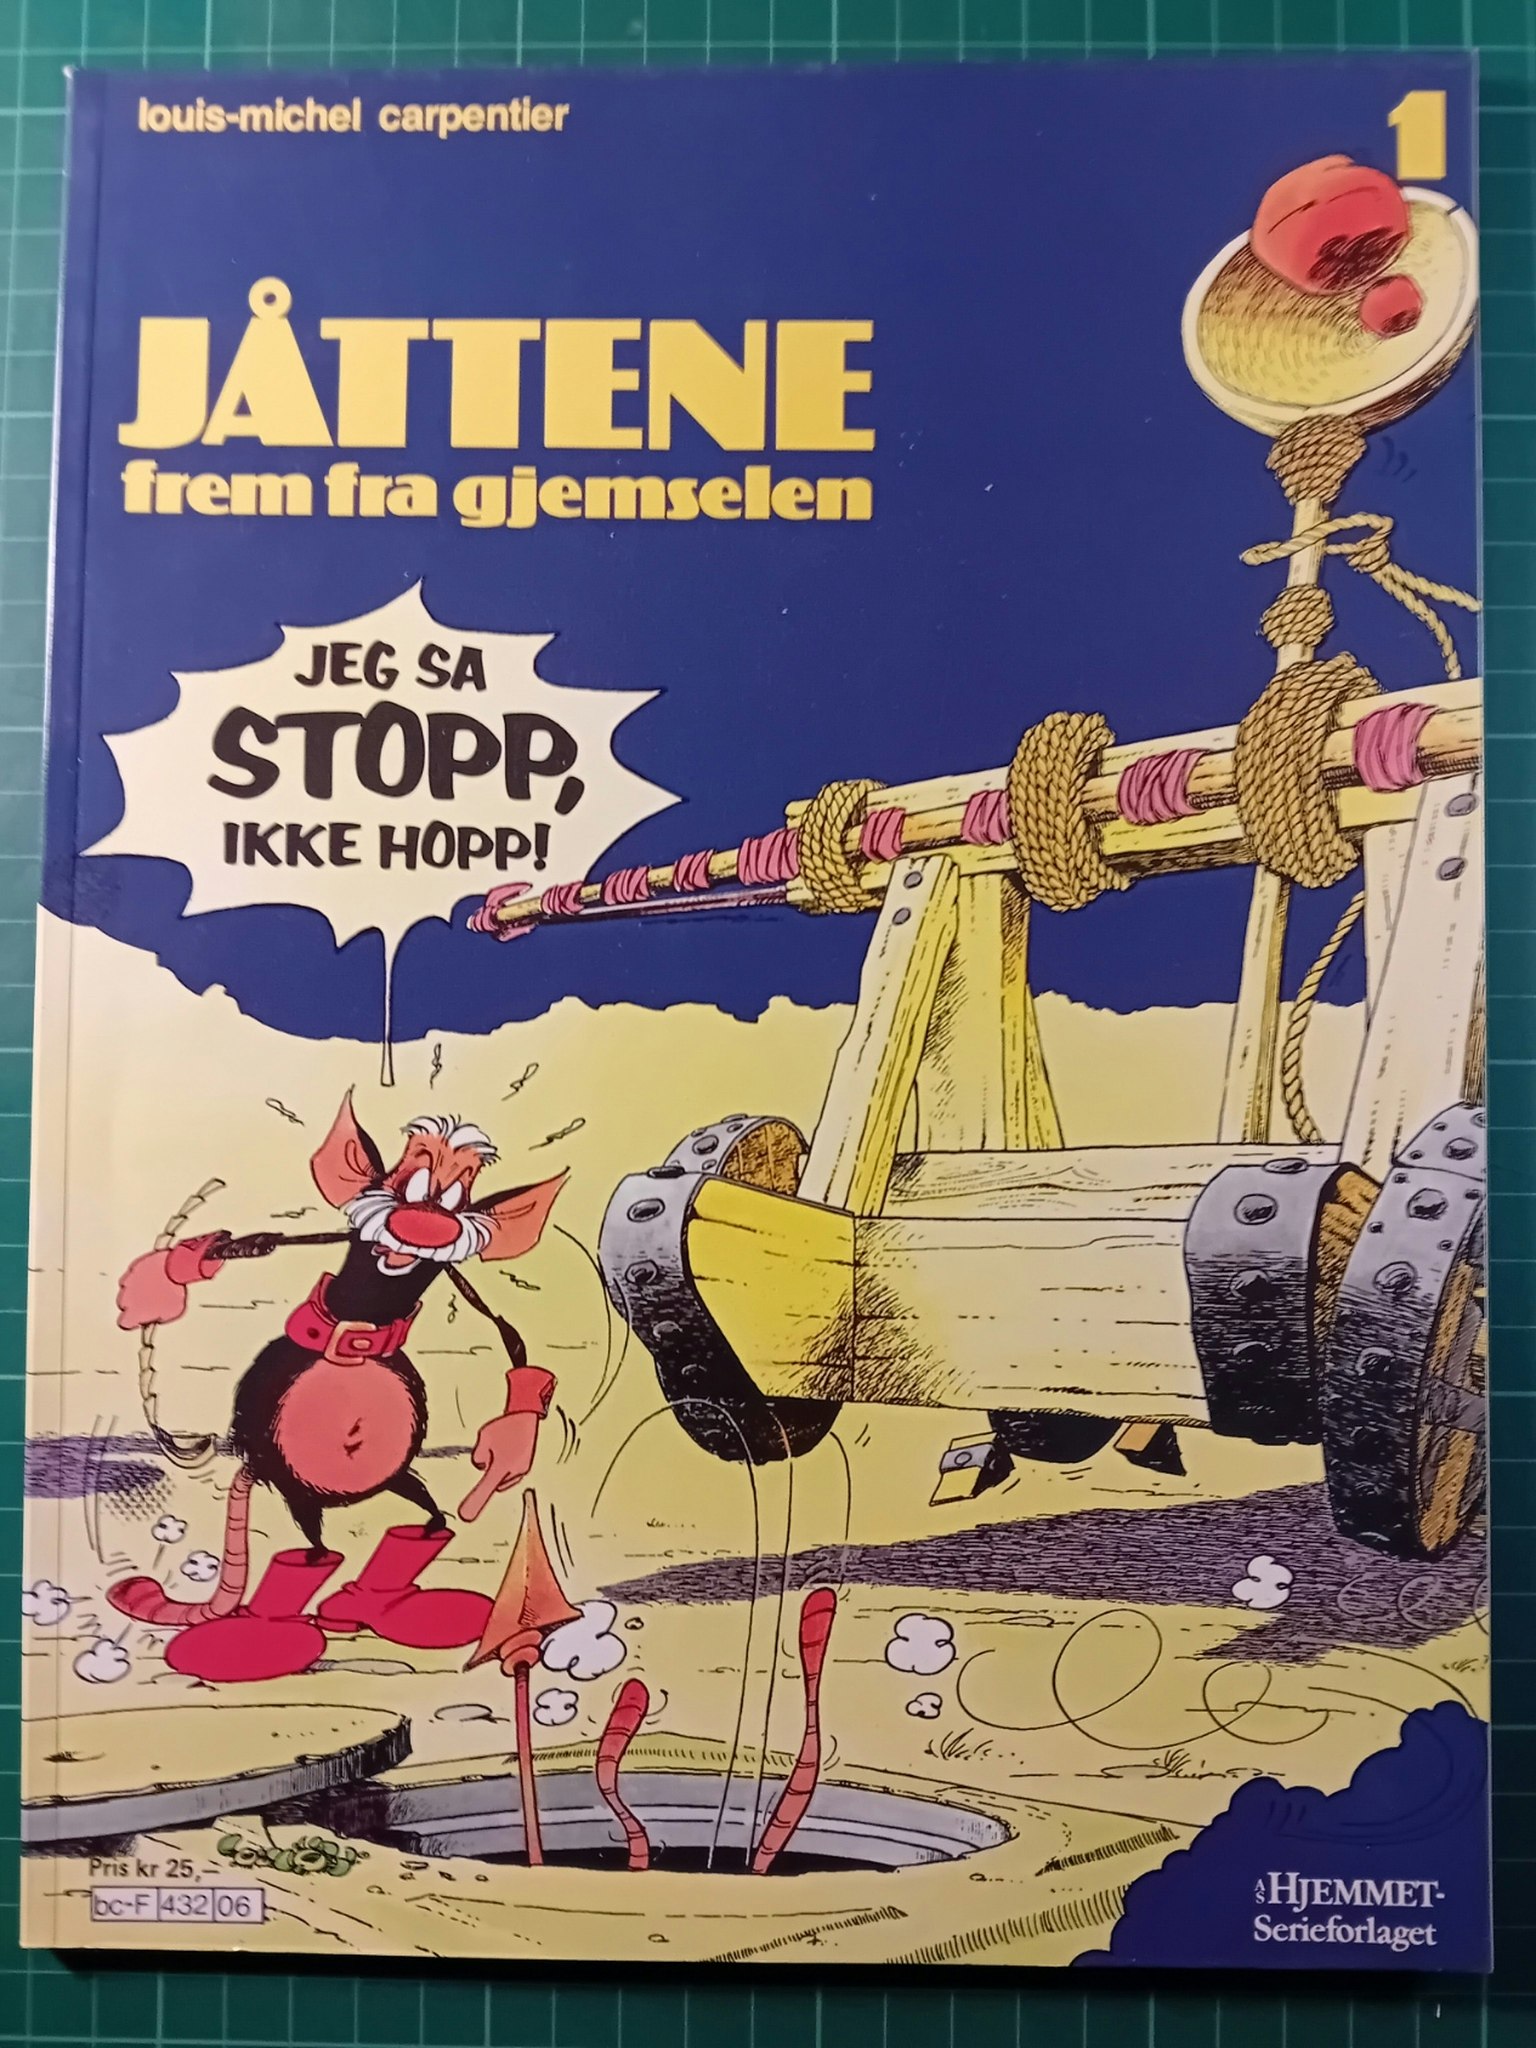 louis-michel carpentier
1
JÅTTENE
frem fra gjemselen
JEG SA
STOPP,
IKKE HOPP!
Pris kr 25,–
bc-F 432 06
A/S HJEMMET-
Serieforlaget